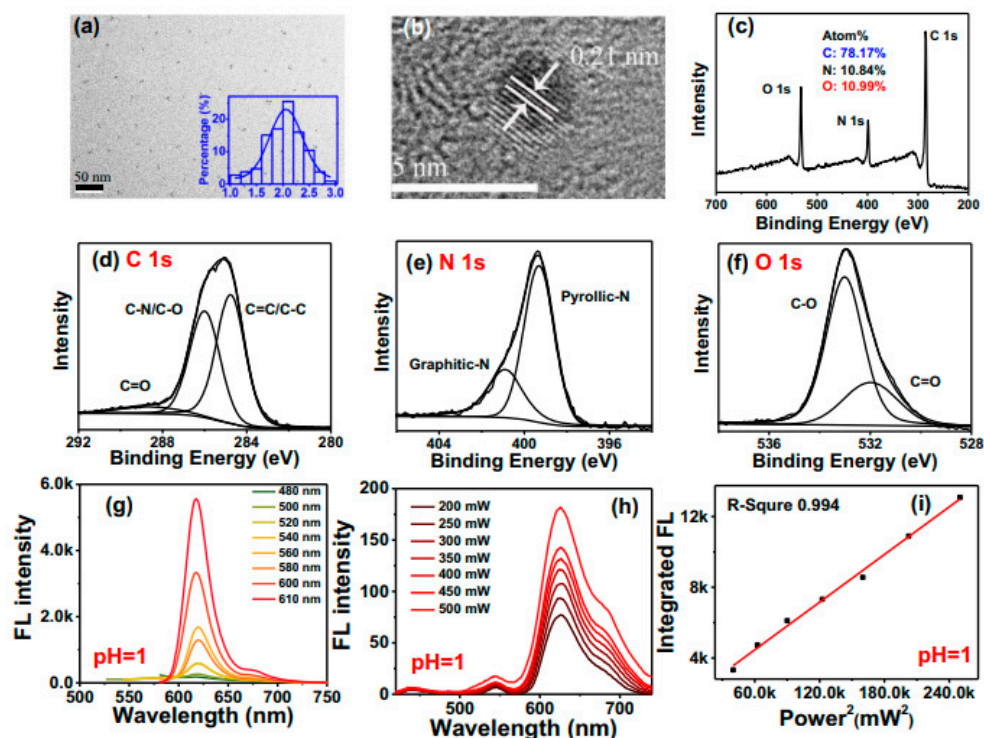 (a)
50 nm
Percentage (%)
20
10
0
1.0 1.5 2.0 2.5 3.0
(b)
0.21 nm
5 nm
(c)
Atom%
C: 78.17%
N: 10.84%
O: 10.99%
C 1s
O 1s
N 1s
Intensity
700 600 500 400 300 200
Binding Energy (eV)
(d) C 1s
C-N/C-O
C=C/C-C
C=O
Intensity
292 288 284 280
Binding Energy (eV)
(e) N 1s
Pyrollic-N
Graphitic-N
Intensity
404 400 396
Binding Energy (eV)
(f) O 1s
C-O
C=O
Intensity
536 532 528
Binding Energy (eV)
(g)
480 nm
500 nm
520 nm
540 nm
560 nm
580 nm
600 nm
610 nm
pH=1
FL intensity
6.0k
4.0k
2.0k
0.0
500 550 600 650 700 750
Wavelength (nm)
(h)
200 mW
250 mW
300 mW
350 mW
400 mW
450 mW
500 mW
FL intensity
200
150
100
50
0
500 600 700
Wavelength (nm)
(i)
R-Squre 0.994
pH=1
Integrated FL
12k
8k
4k
60.0k 120.0k 180.0k 240.0k
Power²(mW²)